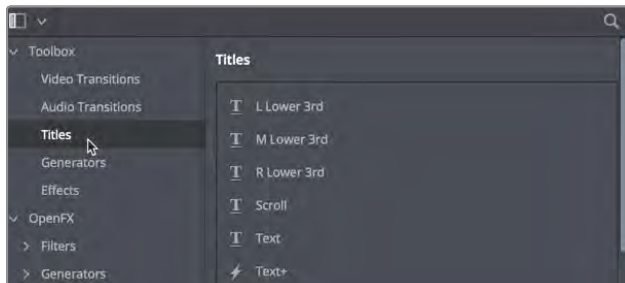 Toolbox
Video Transitions
Audio Transitions
Titles
Generators
Effects
OpenFX
Filters
Generators
Titles
L Lower 3rd
M Lower 3rd
R Lower 3rd
Scroll
Text
Text+